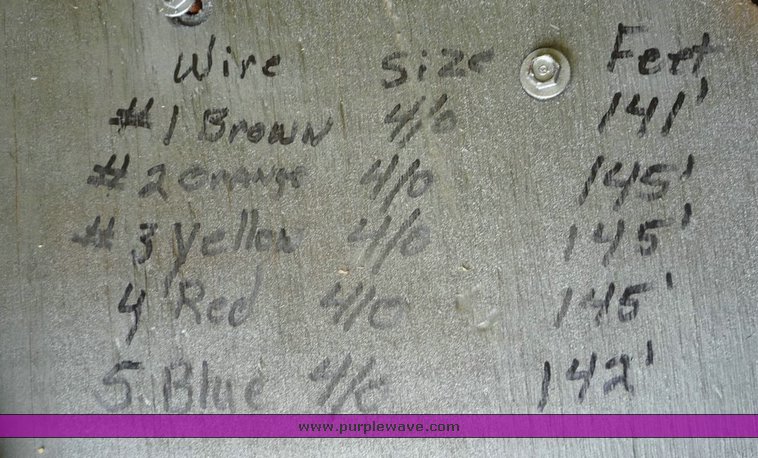 Wire Size Feet
#1 Brown 4/0 141'
#2 orange 4/0 145'
#3 Yellow 4/0 145'
4 Red 4/0 145'
5 Blue 4/0 142'
www.purplewave.com